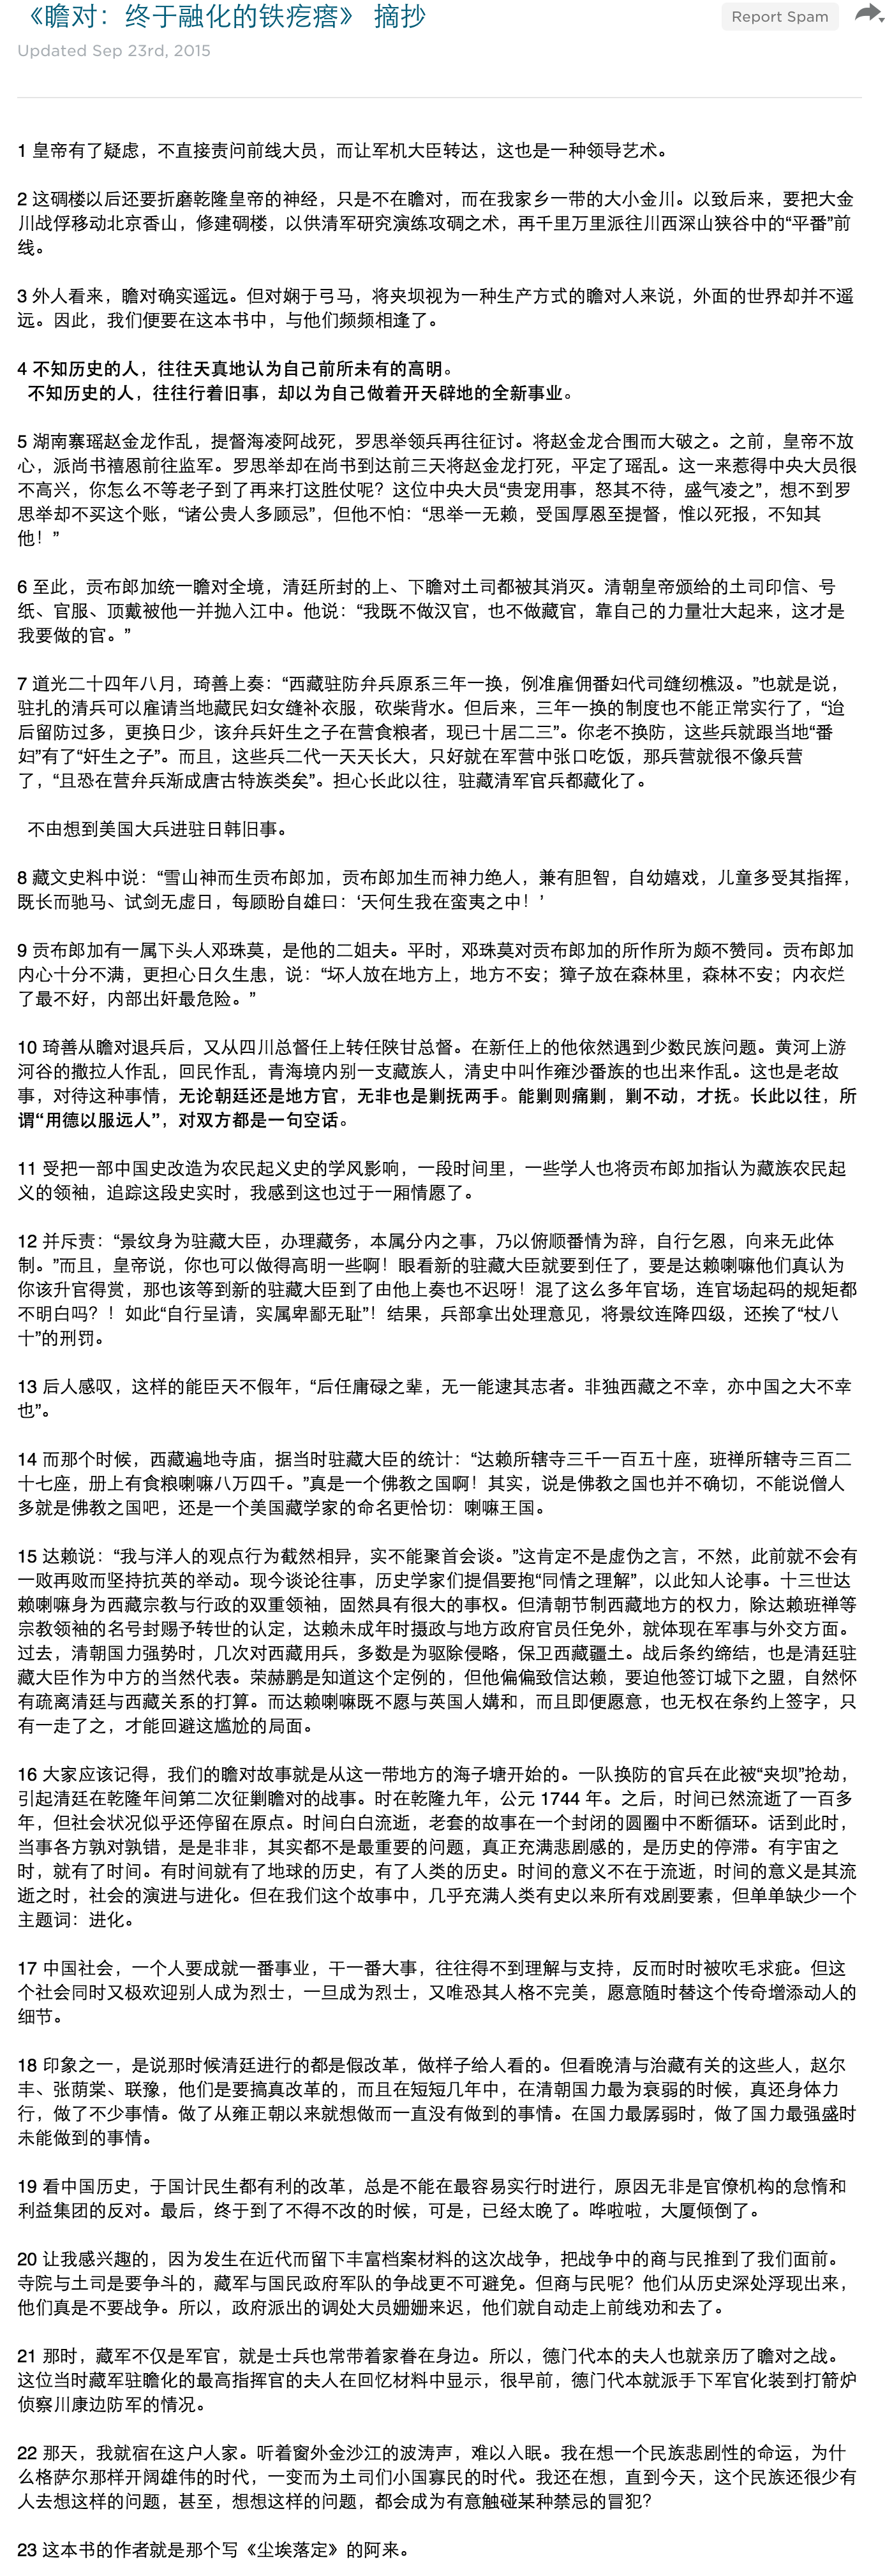 《瞻对：终于融化的铁疙瘩》 摘抄
Report Spam
Updated Sep 23rd, 2015
1 皇帝有了疑虑，不直接责问前线大员，而让军机大臣转达，这也是一种领导艺术。
2 这碉楼以后还要折磨乾隆皇帝的神经，只是不在瞻对，而在我家乡一带的大小金川。以致后来，要把大金
川战俘移动北京香山，修建碉楼，以供清军研究演练攻碉之术，再千里万里派往川西深山狭谷中的“平番”前
线。
3 外人看来，瞻对确实遥远。但对娴于弓马，将夹坝视为一种生产方式的瞻对人来说，外面的世界却并不遥
远。因此，我们便要在这本书中，与他们频频相逢了。
4 不知历史的人，往往天真地认为自己前所未有的高明。
不知历史的人，往往行着旧事，却以为自己做着开天辟地的全新事业。
5 湖南寨瑶赵金龙作乱，提督海凌阿战死，罗思举领兵再往征讨。将赵金龙合围而大破之。之前，皇帝不放
心，派尚书禧恩前往监军。罗思举却在尚书到达前三天将赵金龙打死，平定了瑶乱。这一来惹得中央大员很
不高兴，你怎么不等老子到了再来打这胜仗呢？这位中央大员“贵宠用事，怒其不待，盛气凌之”，想不到罗
思举却不买这个账，“诸公贵人多顾忌”，但他不怕：“思举一无赖，受国厚恩至提督，惟以死报，不知其
他！”
6 至此，贡布郎加统一瞻对全境，清廷所封的上、下瞻对土司都被其消灭。清朝皇帝颁给的土司印信、号
纸、官服、顶戴被他一并抛入江中。他说：“我既不做汉官，也不做藏官，靠自己的力量壮大起来，这才是
我要做的官。”
7 道光二十四年八月，琦善上奏：“西藏驻防弁兵原系三年一换，例准雇佣番妇代司缝纫樵汲。”也就是说，
驻扎的清兵可以雇请当地藏民妇女缝补衣服，砍柴背水。但后来，三年一换的制度也不能正常实行了，“迨
后留防过多，更换日少，该弁兵奸生之子在营食粮者，现已十居二三”。你老不换防，这些兵就跟当地“番
妇”有了“奸生之子”。而且，这些兵二代一天天长大，只好就在军营中张口吃饭，那兵营就很不像兵营
了，“且恐在营弁兵渐成唐古特族类矣”。担心长此以往，驻藏清军官兵都藏化了。
不由想到美国大兵进驻日韩旧事。
8 藏文史料中说：“雪山神而生贡布郎加，贡布郎加生而神力绝人，兼有胆智，自幼嬉戏，儿童多受其指挥，
既长而驰马、试剑无虚日，每顾盼自雄曰：‘天何生我在蛮夷之中！’
9 贡布郎加有一属下头人邓珠莫，是他的二姐夫。平时，邓珠莫对贡布郎加的所作所为颇不赞同。贡布郎加
内心十分不满，更担心日久生患，说：“坏人放在地方上，地方不安；獐子放在森林里，森林不安；内衣烂
了最不好，内部出奸最危险。”
10 琦善从瞻对退兵后，又从四川总督任上转任陕甘总督。在新任上的他依然遇到少数民族问题。黄河上游
河谷的撒拉人作乱，回民作乱，青海境内别一支藏族人，清史中叫作雍沙番族的也出来作乱。这也是老故
事，对待这种事情，无论朝廷还是地方官，无非也是剿抚两手。能剿则痛剿，剿不动，才抚。长此以往，所
谓“用德以服远人”，对双方都是一句空话。
11 受把一部中国史改造为农民起义史的学风影响，一段时间里，一些学人也将贡布郎加指认为藏族农民起
义的领袖，追踪这段史实时，我感到这也过于一厢情愿了。
12 并斥责：“景纹身为驻藏大臣，办理藏务，本属分内之事，乃以俯顺番情为辞，自行乞恩，向来无此体
制。”而且，皇帝说，你也可以做得高明一些啊！眼看新的驻藏大臣就要到任了，要是达赖喇嘛他们真认为
你该升官得赏，那也该等到新的驻藏大臣到了由他上奏也不迟呀！混了这么多年官场，连官场起码的规矩都
不明白吗？！如此“自行呈请，实属卑鄙无耻”！结果，兵部拿出处理意见，将景纹连降四级，还挨了“杖八
十”的刑罚。
13 后人感叹，这样的能臣天不假年，“后任庸碌之辈，无一能逮其志者。非独西藏之不幸，亦中国之大不幸
也”。
14 而那个时候，西藏遍地寺庙，据当时驻藏大臣的统计：“达赖所辖寺三千一百五十座，班禅所辖寺三百二
十七座，册上有食粮喇嘛八万四千。”真是一个佛教之国啊！其实，说是佛教之国也并不确切，不能说僧人
多就是佛教之国吧，还是一个美国藏学家的命名更恰切：喇嘛王国。
15 达赖说：“我与洋人的观点行为截然相异，实不能聚首会谈。”这肯定不是虚伪之言，不然，此前就不会有
一败再败而坚持抗英的举动。现今谈论往事，历史学家们提倡要抱“同情之理解”，以此知人论事。十三世达
赖喇嘛身为西藏宗教与行政的双重领袖，固然具有很大的事权。但清朝节制西藏地方的权力，除达赖班禅等
宗教领袖的名号封赐予转世的认定，达赖未成年时摄政与地方政府官员任免外，就体现在军事与外交方面。
过去，清朝国力强势时，几次对西藏用兵，多数是为驱除侵略，保卫西藏疆土。战后条约缔结，也是清廷驻
藏大臣作为中方的当然代表。荣赫鹏是知道这个定例的，但他偏偏致信达赖，要迫他签订城下之盟，自然怀
有疏离清廷与西藏关系的打算。而达赖喇嘛既不愿与英国人媾和，而且即便愿意，也无权在条约上签字，只
有一走了之，才能回避这尴尬的局面。
16 大家应该记得，我们的瞻对故事就是从这一带地方的海子塘开始的。一队换防的官兵在此被“夹坝”抢劫，
引起清廷在乾隆年间第二次征剿瞻对的战事。时在乾隆九年，公元 1744 年。之后，时间已然流逝了一百多
年，但社会状况似乎还停留在原点。时间白白流逝，老套的故事在一个封闭的圆圈中不断循环。话到此时，
当事各方孰对孰错，是是非非，其实都不是最重要的问题，真正充满悲剧感的，是历史的停滞。有宇宙之
时，就有了时间。有时间就有了地球的历史，有了人类的历史。时间的意义不在于流逝，时间的意义是其流
逝之时，社会的演进与进化。但在我们这个故事中，几乎充满人类有史以来所有戏剧要素，但单单缺少一个
主题词：进化。
17 中国社会，一个人要成就一番事业，干一番大事，往往得不到理解与支持，反而时时被吹毛求疵。但这
个社会同时又极欢迎别人成为烈士，一旦成为烈士，又唯恐其人格不完美，愿意随时替这个传奇增添动人的
细节。
18 印象之一，是说那时候清廷进行的都是假改革，做样子给人看的。但看晚清与治藏有关的这些人，赵尔
丰、张荫棠、联豫，他们是要搞真改革的，而且在短短几年中，在清朝国力最为衰弱的时候，真还身体力
行，做了不少事情。做了从雍正朝以来就想做而一直没有做到的事情。在国力最孱弱时，做了国力最强盛时
未能做到的事情。
19 看中国历史，于国计民生都有利的改革，总是不能在最容易实行时进行，原因无非是官僚机构的怠惰和
利益集团的反对。最后，终于到了不得不改的时候，可是，已经太晚了。哗啦啦，大厦倾倒了。
20 让我感兴趣的，因为发生在近代而留下丰富档案材料的这次战争，把战争中的商与民推到了我们面前。
寺院与土司是要争斗的，藏军与国民政府军队的争战更不可避免。但商与民呢？他们从历史深处浮现出来，
他们真是不要战争。所以，政府派出的调处大员姗姗来迟，他们就自动走上前线劝和去了。
21 那时，藏军不仅是军官，就是士兵也常带着家眷在身边。所以，德门代本的夫人也就亲历了瞻对之战。
这位当时藏军驻瞻化的最高指挥官的夫人在回忆材料中显示，很早前，德门代本就派手下军官化装到打箭炉
侦察川康边防军的情况。
22 那天，我就宿在这户人家。听着窗外金沙江的波涛声，难以入眠。我在想一个民族悲剧性的命运，为什
么格萨尔那样开阔雄伟的时代，一变而为土司们小国寡民的时代。我还在想，直到今天，这个民族还很少有
人去想这样的问题，甚至，想想这样的问题，都会成为有意触碰某种禁忌的冒犯？
23 这本书的作者就是那个写《尘埃落定》的阿来。